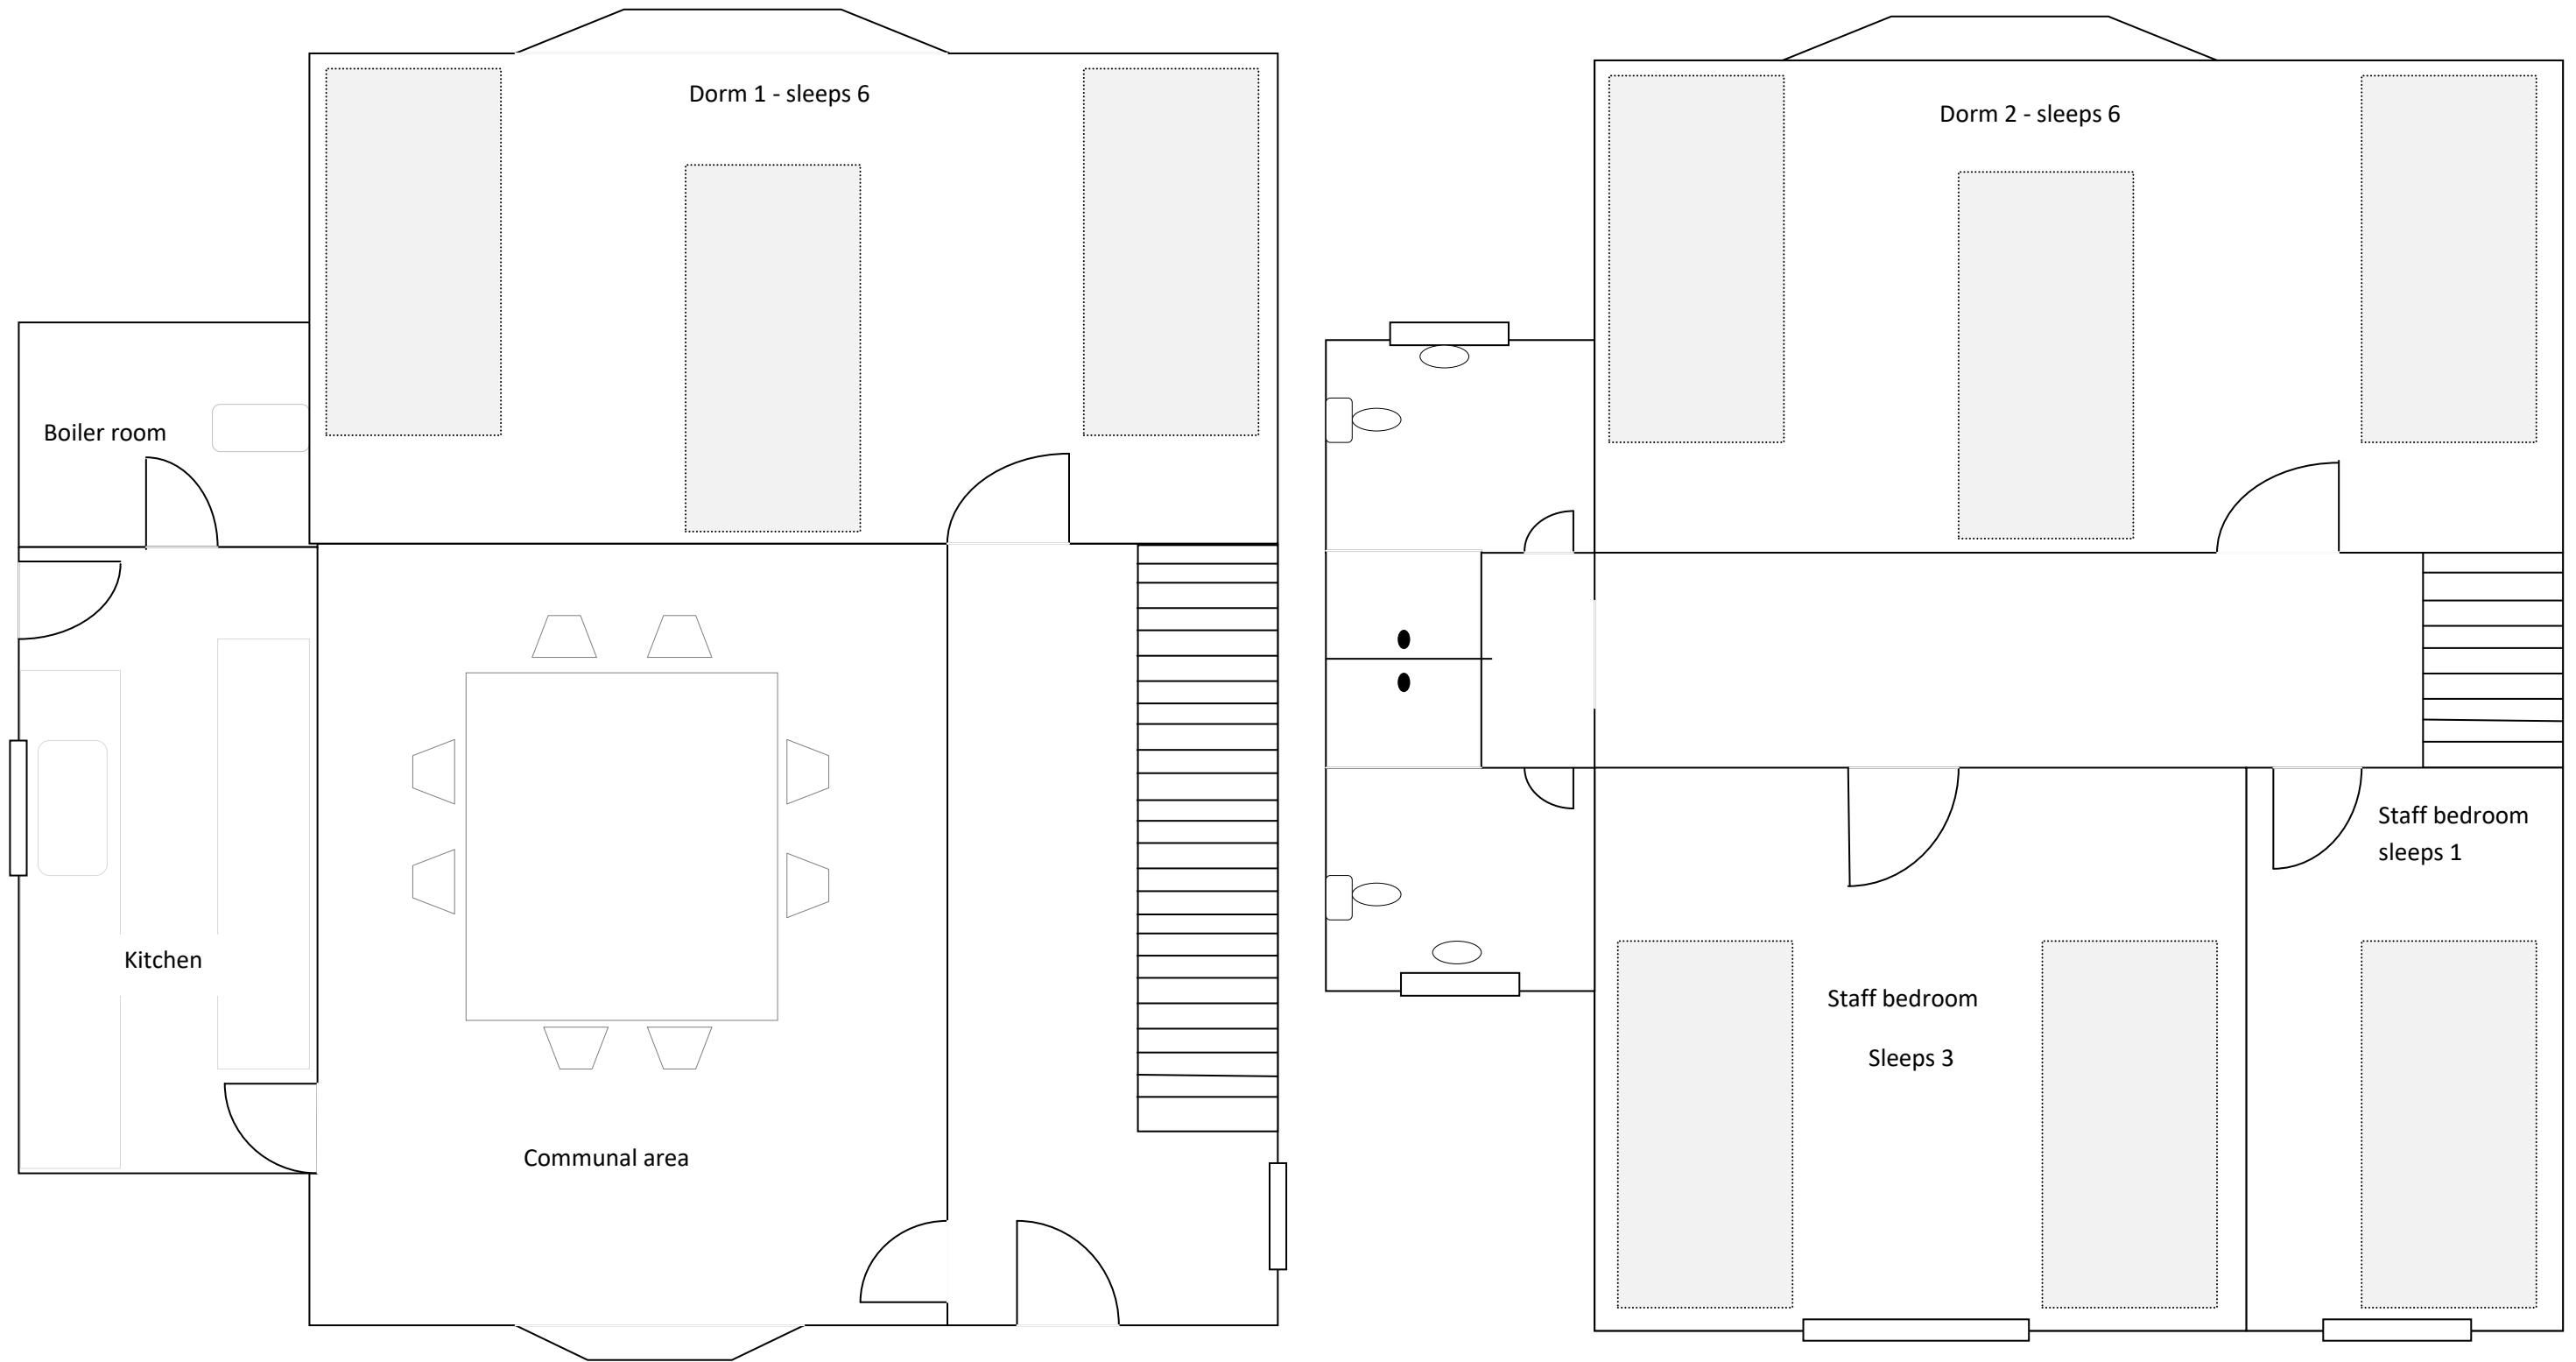 Dorm 1 - sleeps 6
Boiler room
Kitchen
Communal area
Dorm 2 - sleeps 6
Staff bedroom
sleeps 1
Staff bedroom
Sleeps 3